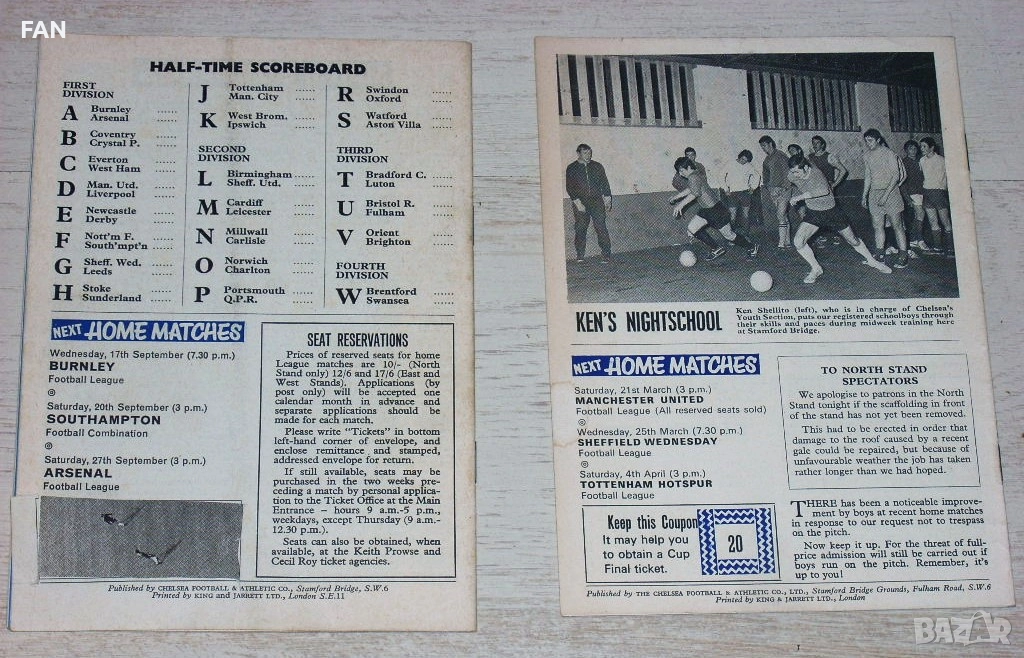 FAN
HALF-TIME SCOREBOARD
FIRST
DIVISION
A Burnley ......
Arsenal ......
B Coventry ......
Crystal P. ......
C Everton ......
West Ham ......
D Man. Utd. ......
Liverpool ......
E Newcastle ......
Derby ......
F Nott'm F. ......
South'mpt'n ......
G Sheff. Wed. ......
Leeds ......
H Stoke ......
Sunderland ......
J Tottenham ......
Man. City ......
K West Brom. ......
Ipswich ......
SECOND
DIVISION
L Birmingham ......
Sheff. Utd. ......
M Cardiff ......
Leicester ......
N Millwall ......
Carlisle ......
O Norwich ......
Charlton ......
P Portsmouth ......
Q.P.R. ......
R Swindon ......
Oxford ......
S Watford ......
Aston Villa ......
THIRD
DIVISION
T Bradford C. ......
Luton ......
U Bristol R. ......
Fulham ......
V Orient ......
Brighton ......
FOURTH
DIVISION
W Brentford ......
Swansea ......
NEXT HOME MATCHES
Wednesday, 17th September (7.30 p.m.)
BURNLEY
Football League
Saturday, 20th September (3 p.m.)
SOUTHAMPTON
Football Combination
Saturday, 27th September (3 p.m.)
ARSENAL
Football League
SEAT RESERVATIONS
Prices of reserved seats for home
League matches are 10/- (North
Stand only) 12/6 and 17/6 (East and
West Stands). Applications (by
post only) will be accepted one
calendar month in advance and
separate applications should be
made for each match.
Please write "Tickets" in bottom
left-hand corner of envelope, and
enclose remittance and stamped,
addressed envelope for return.
If still available, seats may be
purchased in the two weeks pre-
ceding a match by personal applica-
tion to the Ticket Office at the Main
Entrance - hours 9 a.m.-5 p.m.,
weekdays, except Thursday (9 a.m.-
12.30 p.m.).
Seats can also be obtained, when
available, at the Keith Prowse and
Cecil Roy ticket agencies.
Published by CHELSEA FOOTBALL & ATHLETIC CO., Stamford Bridge, S.W.6
Printed by KING and JARRETT LTD., London S.E.11
KEN'S NIGHTSCHOOL
Ken Shellito (left), who is in charge of Chelsea's
Youth Section, puts our registered schoolboys through
their skills and paces during midweek training here
at Stamford Bridge.
NEXT HOME MATCHES
Saturday, 21st March (3 p.m.)
MANCHESTER UNITED
Football League (All reserved seats sold)
Wednesday, 25th March (7.30 p.m.)
SHEFFIELD WEDNESDAY
Football League
Saturday, 4th April (3 p.m.)
TOTTENHAM HOTSPUR
Football League
Keep this Coupon
It may help you
to obtain a Cup
Final ticket.
20
TO NORTH STAND
SPECTATORS
We apologise to patrons in the North
Stand tonight if the scaffolding in front
of the stand has not yet been removed.
This had to be erected in order that
damage to the roof caused by a recent
gale could be repaired, but because of
unfavourable weather the job has taken
rather longer than we had hoped.
THERE has been a noticeable improve-
ment by boys at recent home matches
in response to our request not to trespass
on the pitch.
Now keep it up. For the threat of full-
price admission will still be carried out if
boys run on the pitch. Remember, it's
up to you!
Published by THE CHELSEA FOOTBALL & ATHLETIC CO., LTD., Stamford Bridge Grounds, Fulham Road, S.W.6
Printed by KING & JARRETT LTD., London
BAZAR